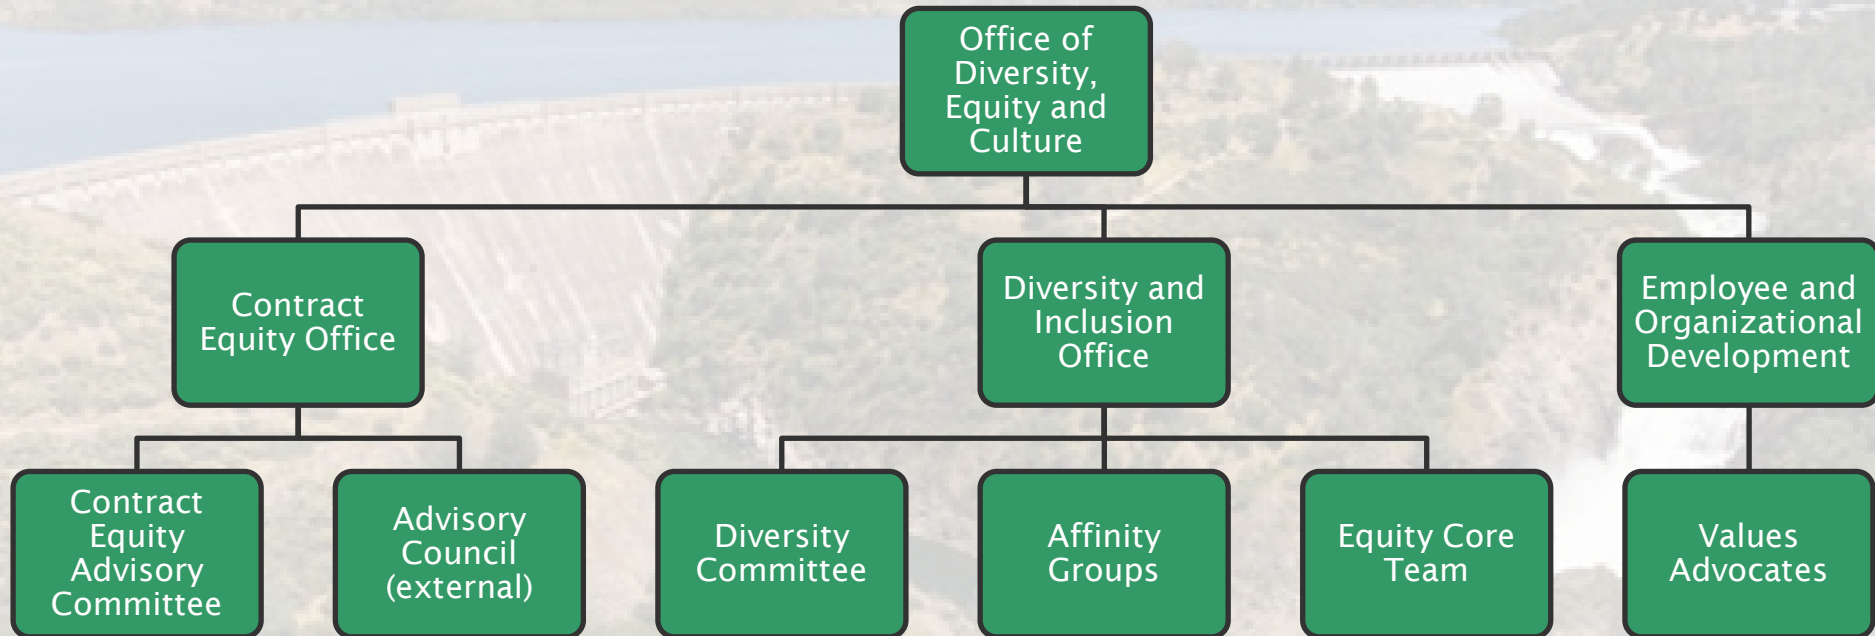 Office of
Diversity,
Equity and
Culture
Contract
Equity Office
Diversity and
Inclusion
Office
Employee and
Organizational
Development
Contract
Equity
Advisory
Committee
Advisory
Council
(external)
Diversity
Committee
Affinity
Groups
Equity Core
Team
Values
Advocates